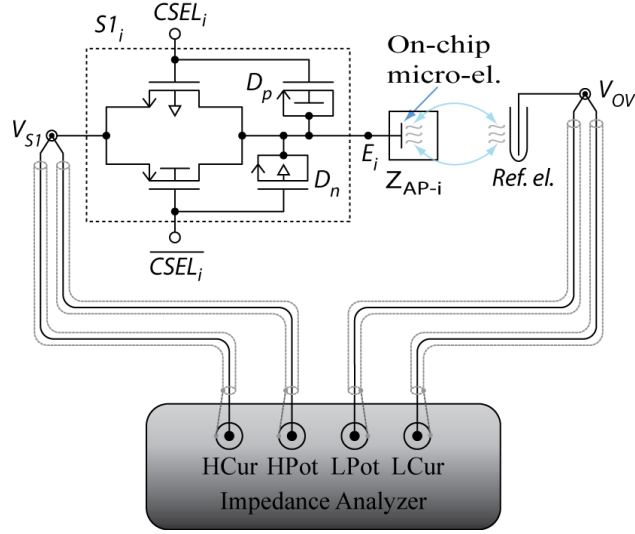 CSELi
S1i
On-chip
micro-el.
Dp
VS1
VOV
Ei
Dn
ZAP-i
Ref. el.
CSELi
HCur HPot LPot LCur
Impedance Analyzer